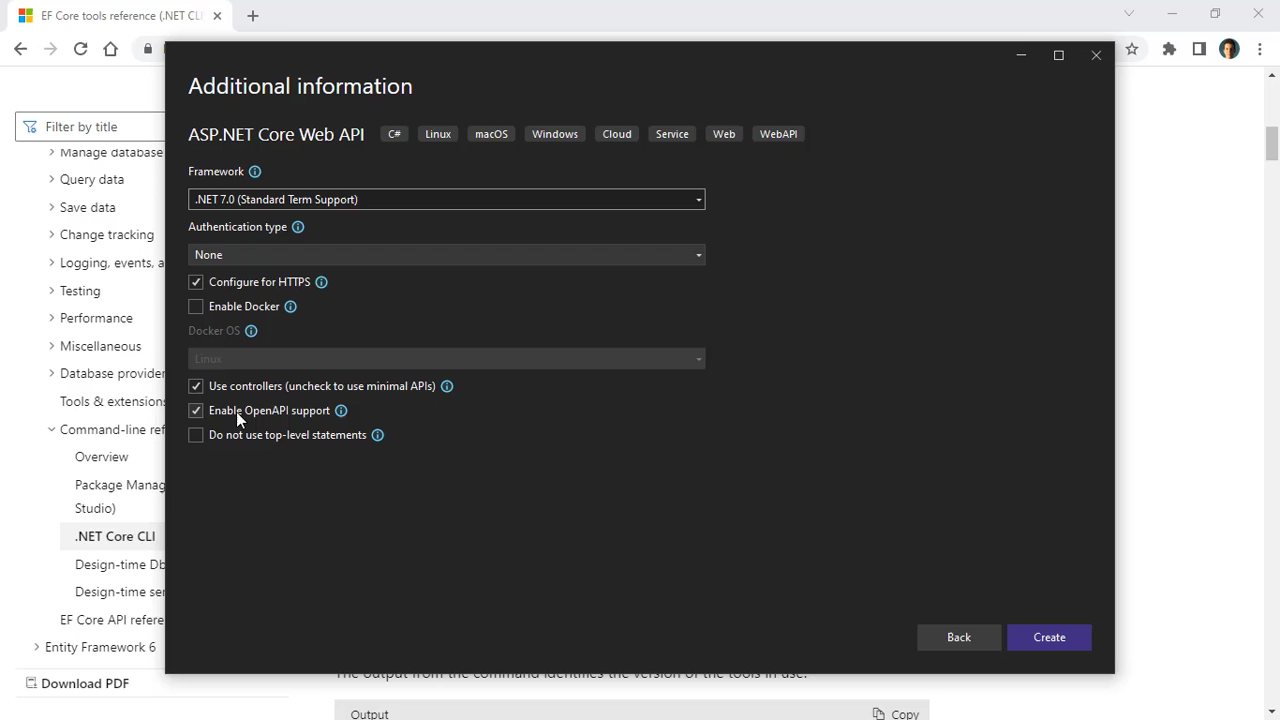 EF Core tools reference (.NET CLI
Additional information
ASP.NET Core Web API C# Linux macOS Windows Cloud Service Web WebAPI
Framework
.NET 7.0 (Standard Term Support)
Authentication type
None
Configure for HTTPS
Enable Docker
Docker OS
Linux
Use controllers (uncheck to use minimal APIs)
Enable OpenAPI support
Do not use top-level statements
Back Create
Filter by title
Manage database
Query data
Save data
Change tracking
Logging, events, a
Testing
Performance
Miscellaneous
Database provider
Tools & extensions
Command-line ref
Overview
Package Manag
Studio)
.NET Core CLI
Design-time Db
Design-time ser
EF Core API refere
Entity Framework 6
Download PDF
The output from the command identifies the version of the tools in use:
Output Copy